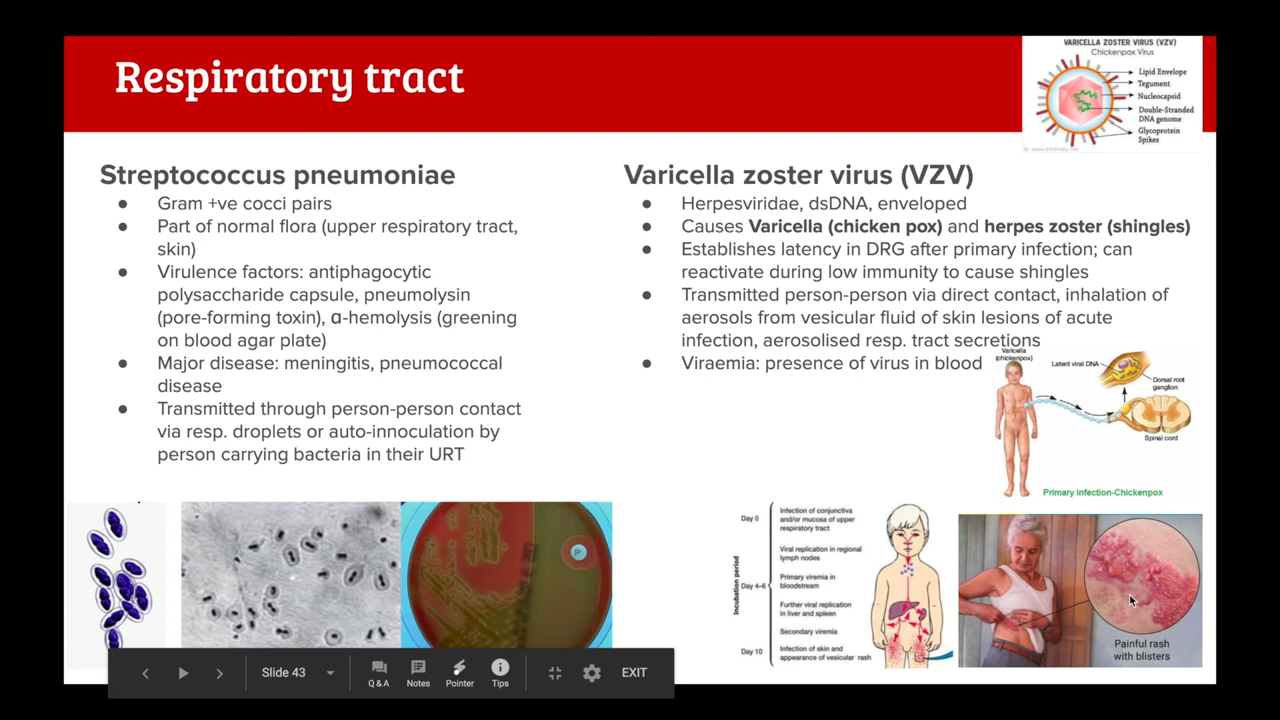 Respiratory tract
VARICELLA ZOSTER VIRUS (VZV)
Chickenpox Virus
Lipid Envelope
Tegument
Nucleocapsid
Double-Stranded
DNA genome
Glycoprotein
Spikes
© www.medindia.net
Streptococcus pneumoniae
● Gram +ve cocci pairs
● Part of normal flora (upper respiratory tract,
skin)
● Virulence factors: antiphagocytic
polysaccharide capsule, pneumolysin
(pore-forming toxin), α-hemolysis (greening
on blood agar plate)
● Major disease: meningitis, pneumococcal
disease
● Transmitted through person-person contact
via resp. droplets or auto-innoculation by
person carrying bacteria in their URT
Varicella zoster virus (VZV)
● Herpesviridae, dsDNA, enveloped
● Causes Varicella (chicken pox) and herpes zoster (shingles)
● Establishes latency in DRG after primary infection; can
reactivate during low immunity to cause shingles
● Transmitted person-person via direct contact, inhalation of
aerosols from vesicular fluid of skin lesions of acute
infection, aerosolised resp. tract secretions
● Viraemia: presence of virus in blood
Varicella
(chickenpox)
Latent viral DNA
Dorsal root
ganglion
Spinal cord
Primary infection-Chickenpox
P
Incubation period
Day 0
Infection of conjunctiva
and/or mucosa of upper
respiratory tract
Viral replication in regional
lymph nodes
Day 4-6
Primary viremia in
bloodstream
Further viral replication
in liver and spleen
Secondary viremia
Day 10
Infection of skin and
appearance of vesicular rash
Painful rash
with blisters
Slide 43
Q & A
Notes
Pointer
Tips
EXIT